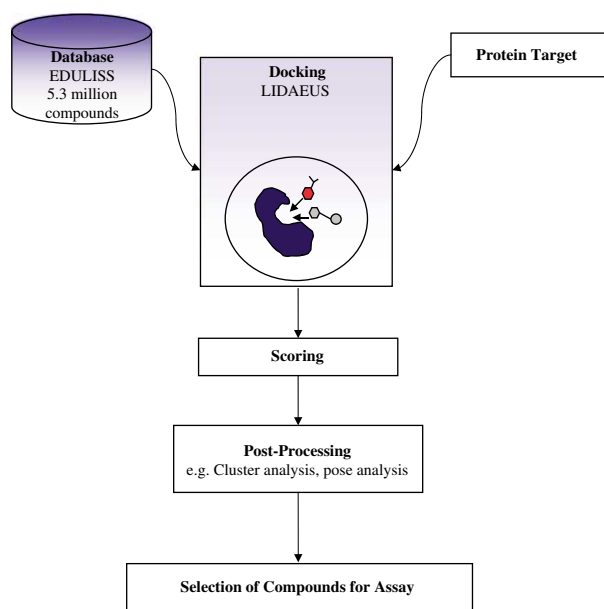 Database
EDULISS
5.3 million
compounds
Docking
LIDAEUS
Protein Target
Scoring
Post-Processing
e.g. Cluster analysis, pose analysis
Selection of Compounds for Assay